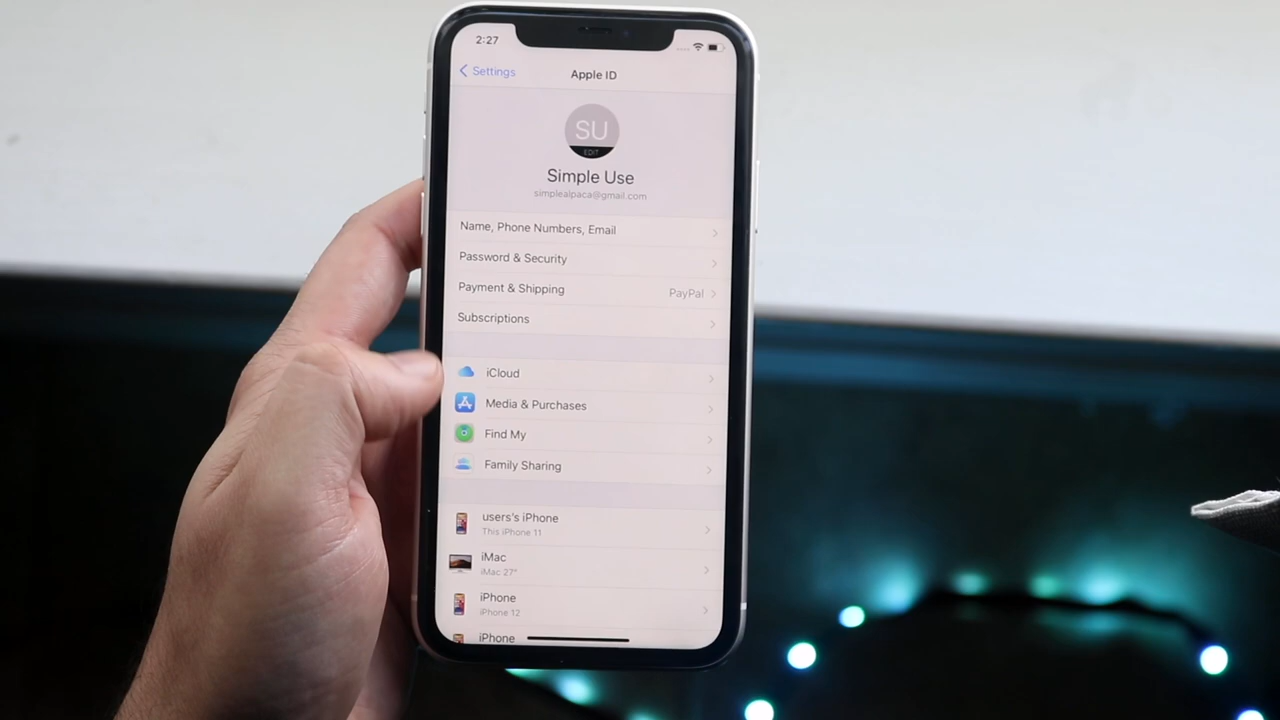 2:27
Settings
Apple ID
SU
EDIT
Simple Use
simplealpaca@gmail.com
Name, Phone Numbers, Email
Password & Security
Payment & Shipping PayPal
Subscriptions
iCloud
Media & Purchases
Find My
Family Sharing
users's iPhone
This iPhone 11
iMac
iMac 27"
iPhone
iPhone 12
iPhone